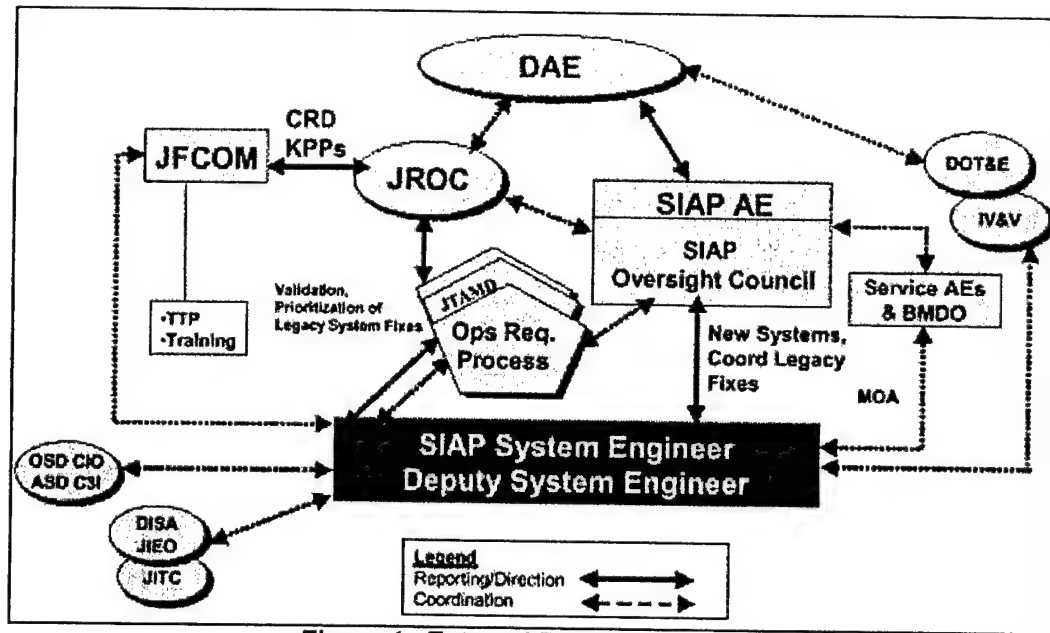 DAE
CRD
KPPs
JFCOM
JROC
DOT&E
IV&V
SIAP AE
SIAP
Oversight Council
Service AEs
& BMDO
•TTP
•Training
Validation,
Prioritization of
Legacy System Fixes
JTAMD
Ops Req.
Process
New Systems,
Coord Legacy
Fixes
MOA
SIAP System Engineer
Deputy System Engineer
OSD CIO
ASD C3I
DISA
JIEO
JITC
Legend
Reporting/Direction
Coordination